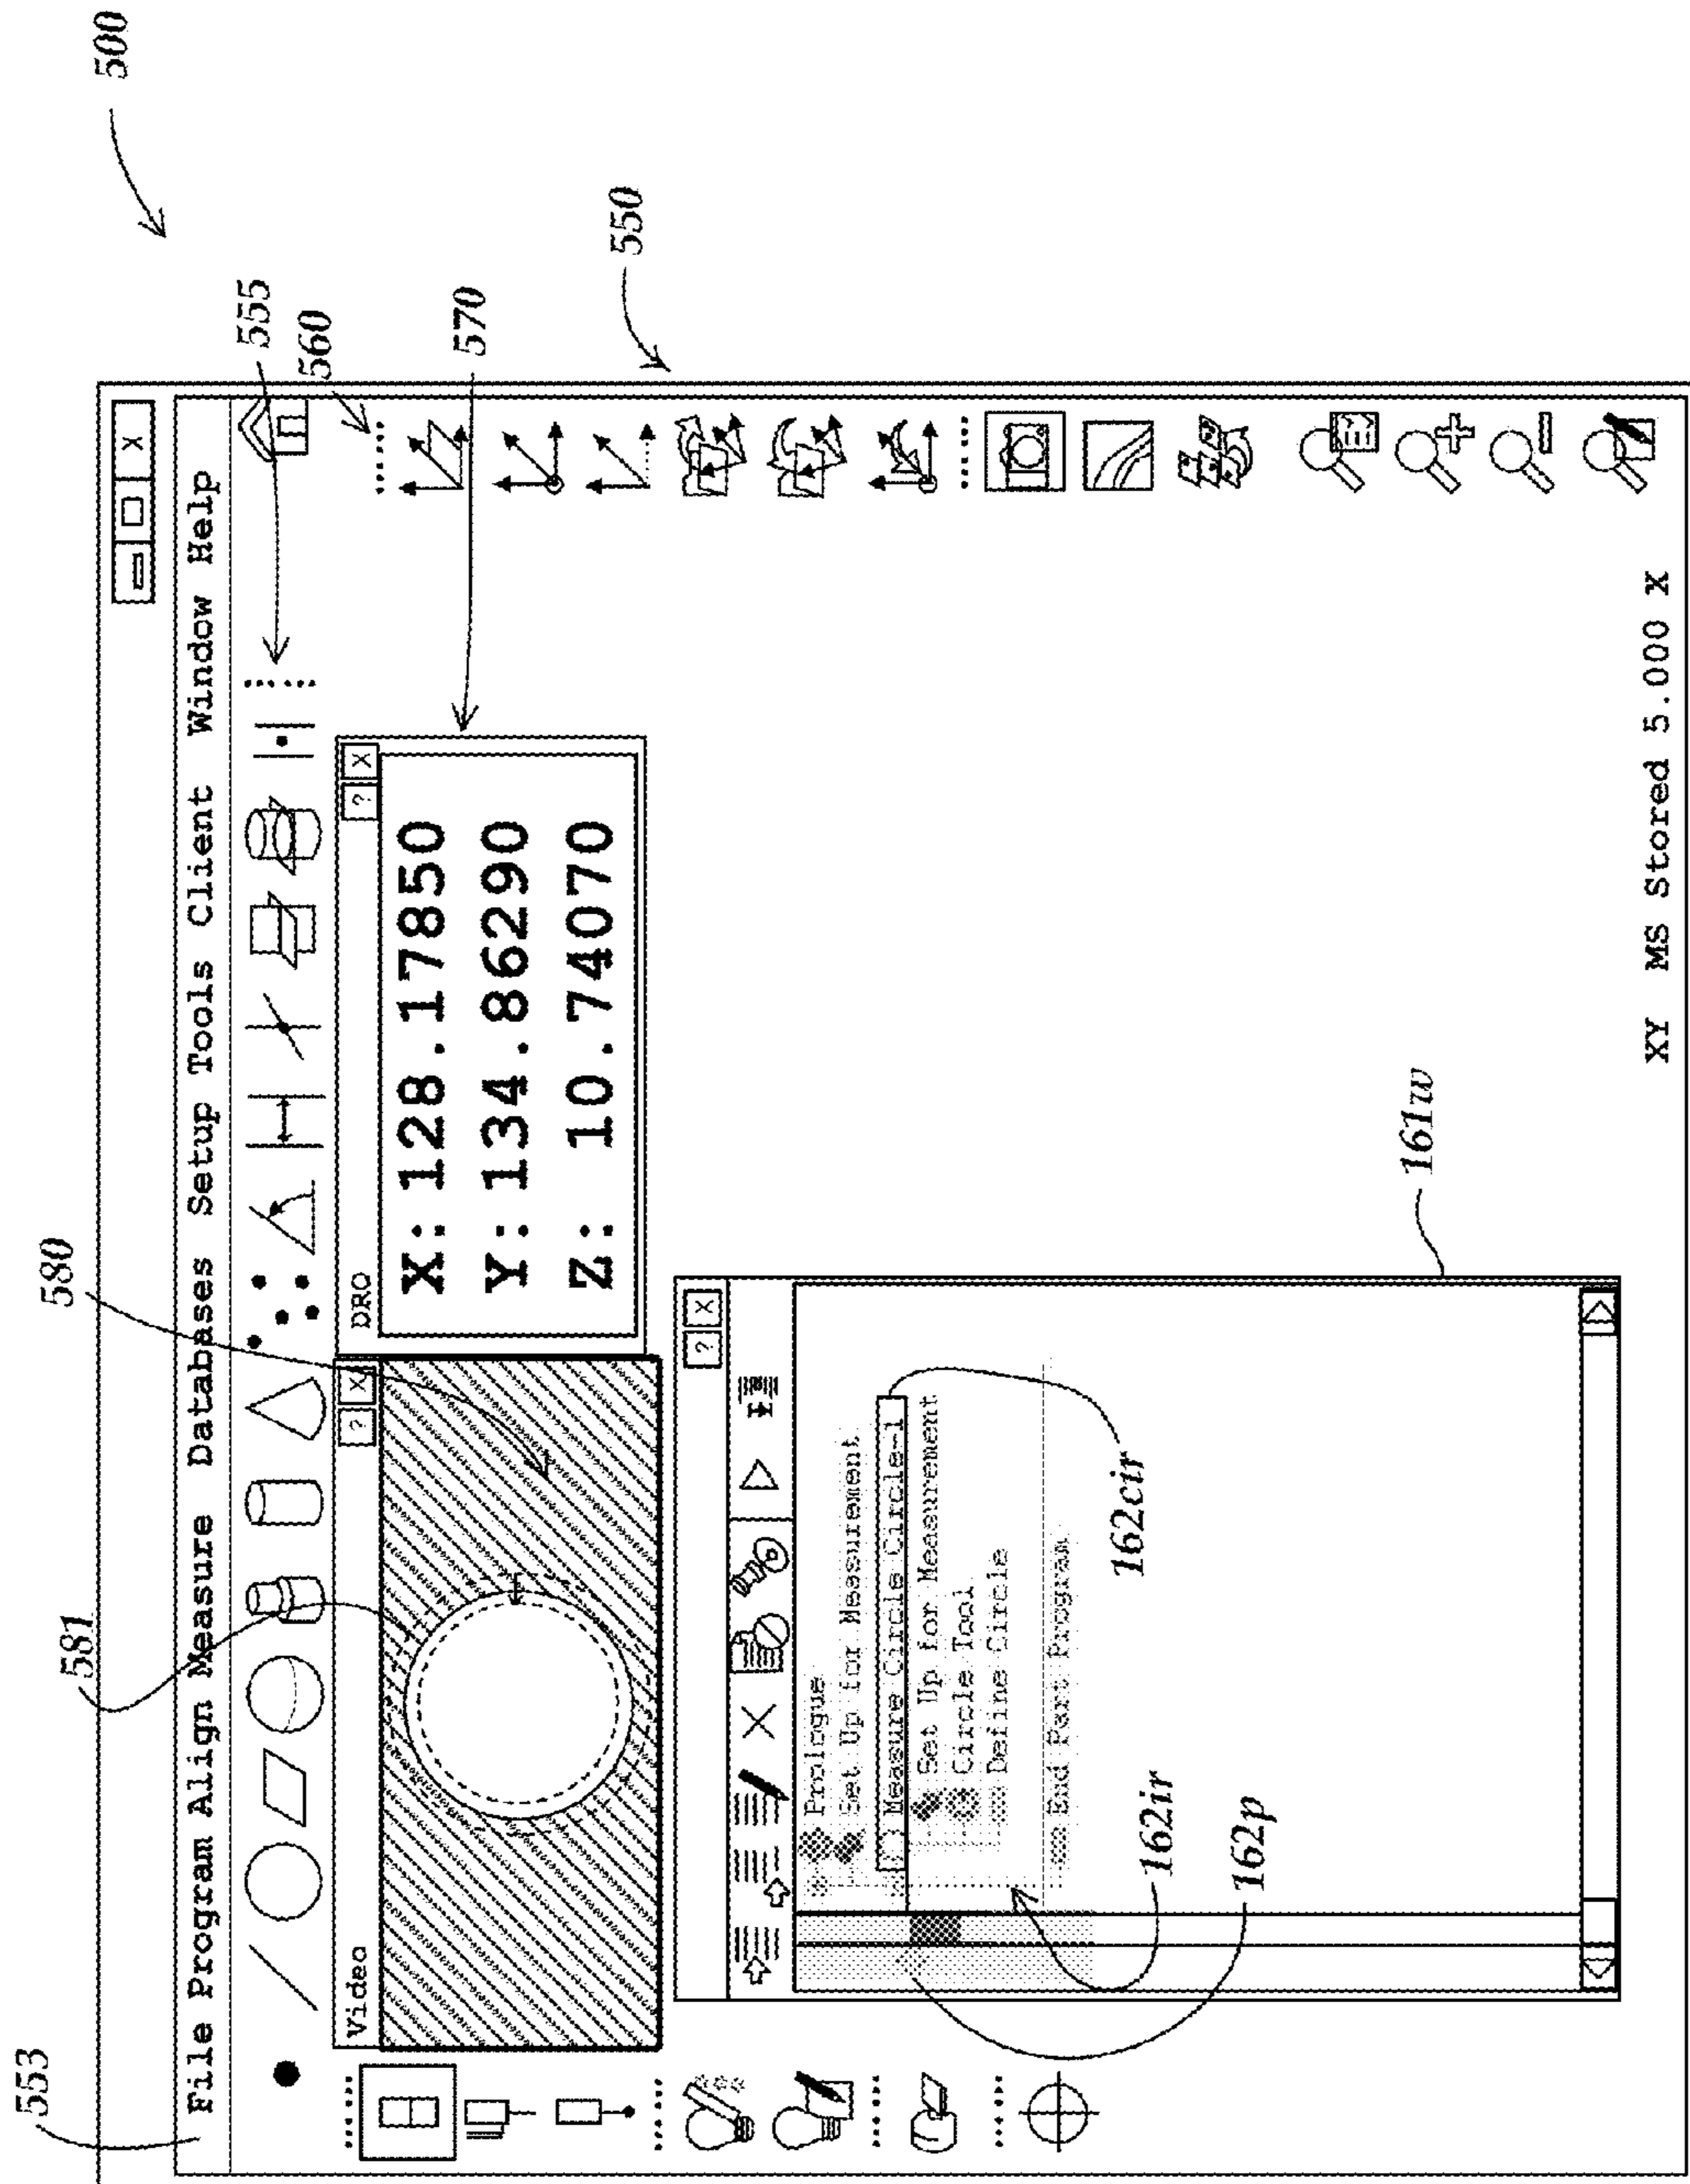 500
553
581
580
555
560
570
550
File Program Align Measure Databases Setup Tools Client Window Help
X
Video
? X
DRO
? X
X: 128.17850
Y: 134.86290
Z: 10.74070
? X
Prologue
Set Up for Measurement
Measure Circle Circle-1
Set Up for Measurement
Circle Tool
Define Circle
End Part Program
162cir
162ir
162p
161w
XY MS Stored 5.000 X